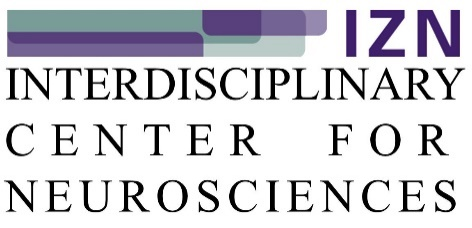 IZN
INTERDISCIPLINARY
CENTER FOR
NEUROSCIENCES